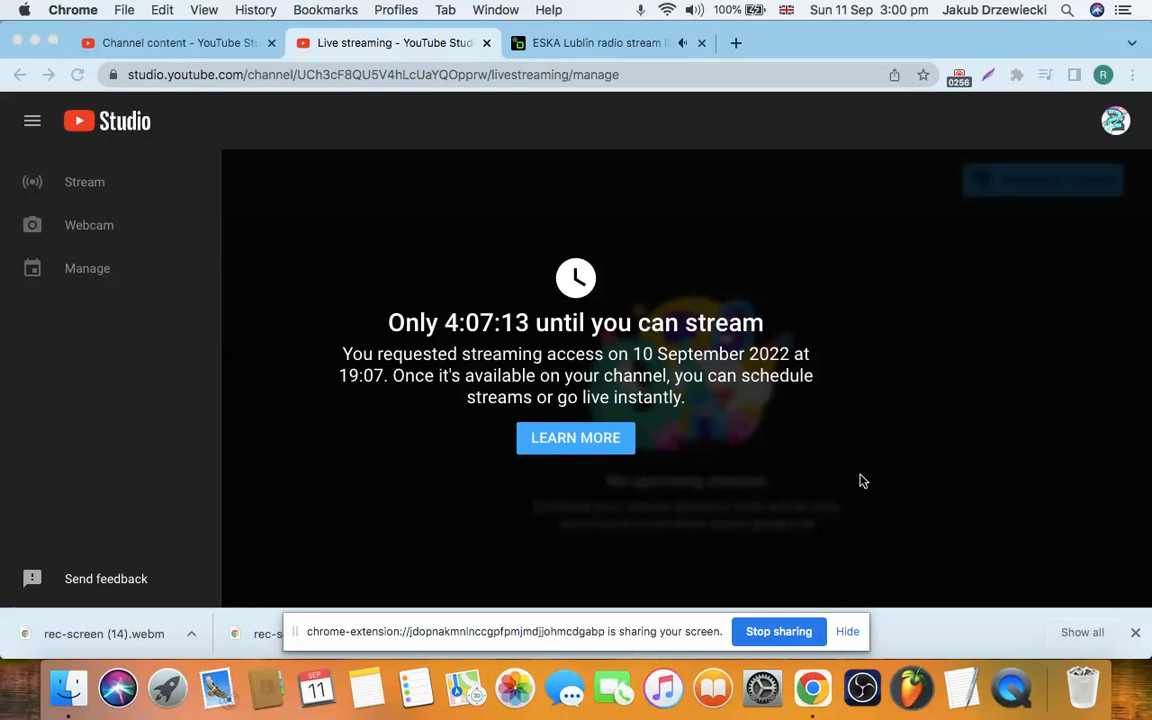 Chrome File Edit View History Bookmarks Profiles Tab Window Help 100% Sun 11 Sep 3:00 pm Jakub Drzewiecki
Channel content - YouTube St Live streaming - YouTube Stud ESKA Lublin radio stream
studio.youtube.com/channel/UCh3cF8QU5V4hLcUaYQOpprw/livestreaming/manage 0256 R
Studio
Stream
Webcam
Manage
Only 4:07:13 until you can stream
You requested streaming access on 10 September 2022 at
19:07. Once it's available on your channel, you can schedule
streams or go live instantly.
LEARN MORE
Send feedback
rec-screen (14).webm rec-s chrome-extension://jdopnakmnlnccgpfpmjmdjjohmcdgabp is sharing your screen. Stop sharing Hide Show all
SEP
11